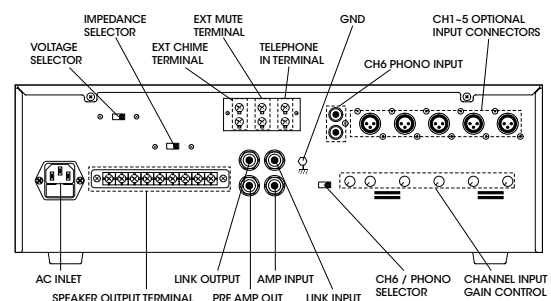 IMPEDANCE
SELECTOR
EXT MUTE
TERMINAL
GND
CH1~5 OPTIONAL
INPUT CONNECTORS
VOLTAGE
SELECTOR
EXT CHIME
TERMINAL
TELEPHONE
IN TERMINAL
CH6 PHONO INPUT
AC INLET
SPEAKER OUTPUT TERMINAL
LINK OUTPUT
PRE AMP OUT
AMP INPUT
LINK INPUT
CH6 / PHONO
SELECTOR
CHANNEL INPUT
GAIN CONTROL